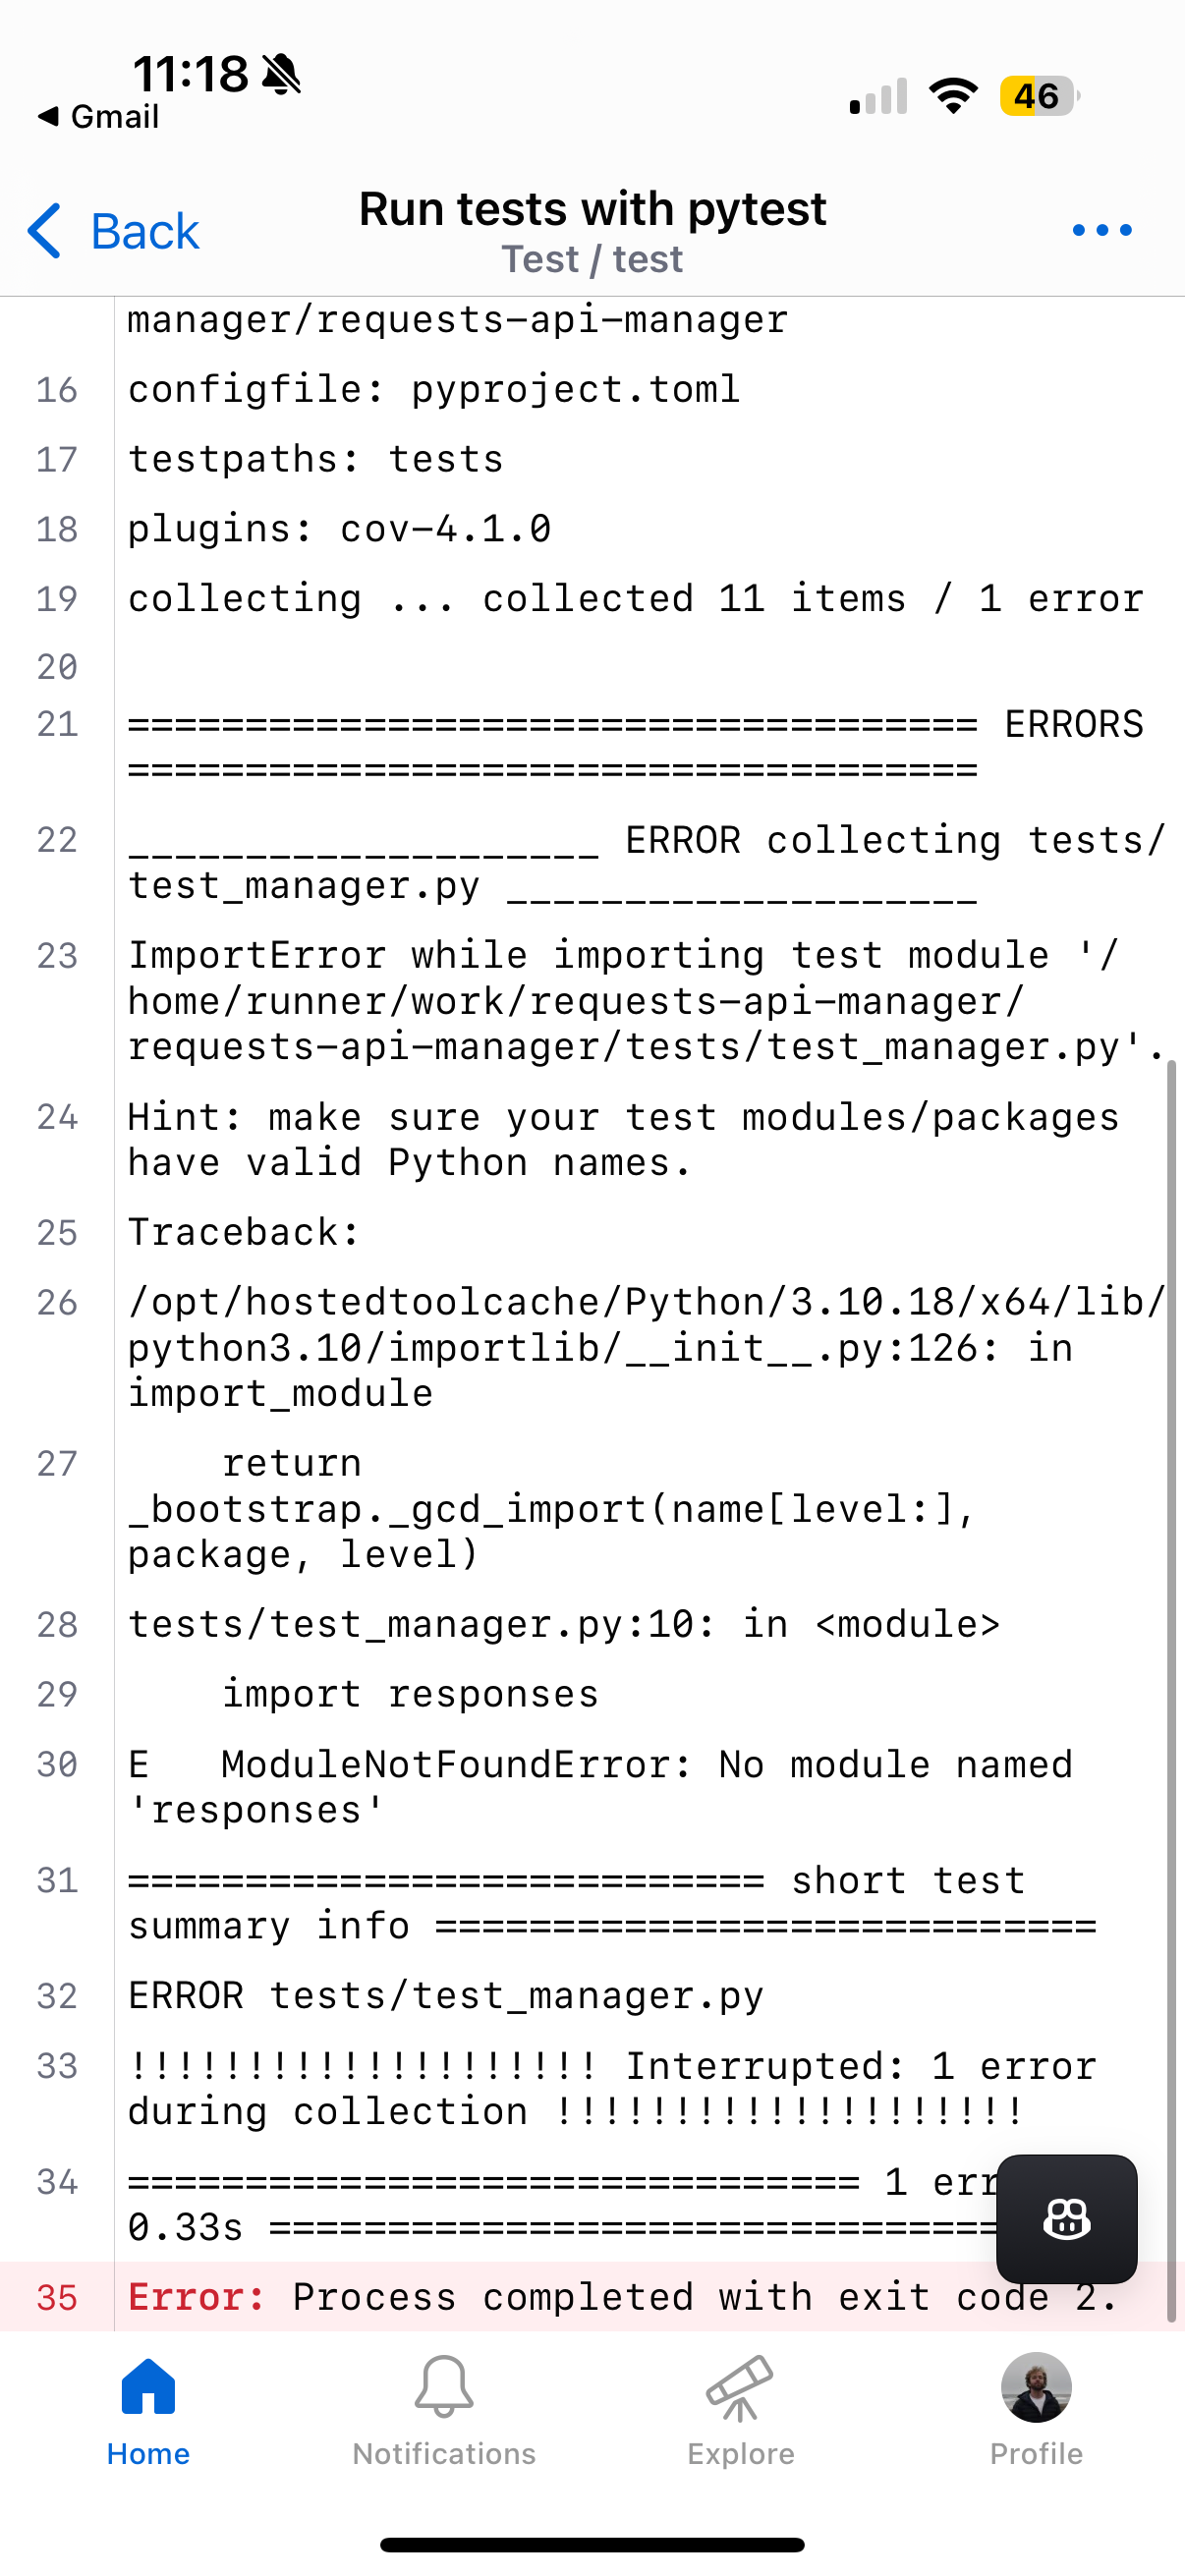 11:18
◀ Gmail
46
Back
Run tests with pytest
Test / test
manager/requests-api-manager
16 configfile: pyproject.toml
17 testpaths: tests
18 plugins: cov-4.1.0
19 collecting ... collected 11 items / 1 error
20
21 ==================================== ERRORS
====================================
22 ____________________ ERROR collecting tests/
test_manager.py ____________________
23 ImportError while importing test module '/
home/runner/work/requests-api-manager/
requests-api-manager/tests/test_manager.py'.
24 Hint: make sure your test modules/packages
have valid Python names.
25 Traceback:
26 /opt/hostedtoolcache/Python/3.10.18/x64/lib/
python3.10/importlib/__init__.py:126: in
import_module
27     return
_bootstrap._gcd_import(name[level:],
package, level)
28 tests/test_manager.py:10: in <module>
29     import responses
30 E   ModuleNotFoundError: No module named
'responses'
31 =========================== short test
summary info ============================
32 ERROR tests/test_manager.py
33 !!!!!!!!!!!!!!!!!!!! Interrupted: 1 error
during collection !!!!!!!!!!!!!!!!!!!!
34 =============================== 1
0.33s ===============================
35 Error: Process completed with exit code 2.
Home
Notifications
Explore
Profile